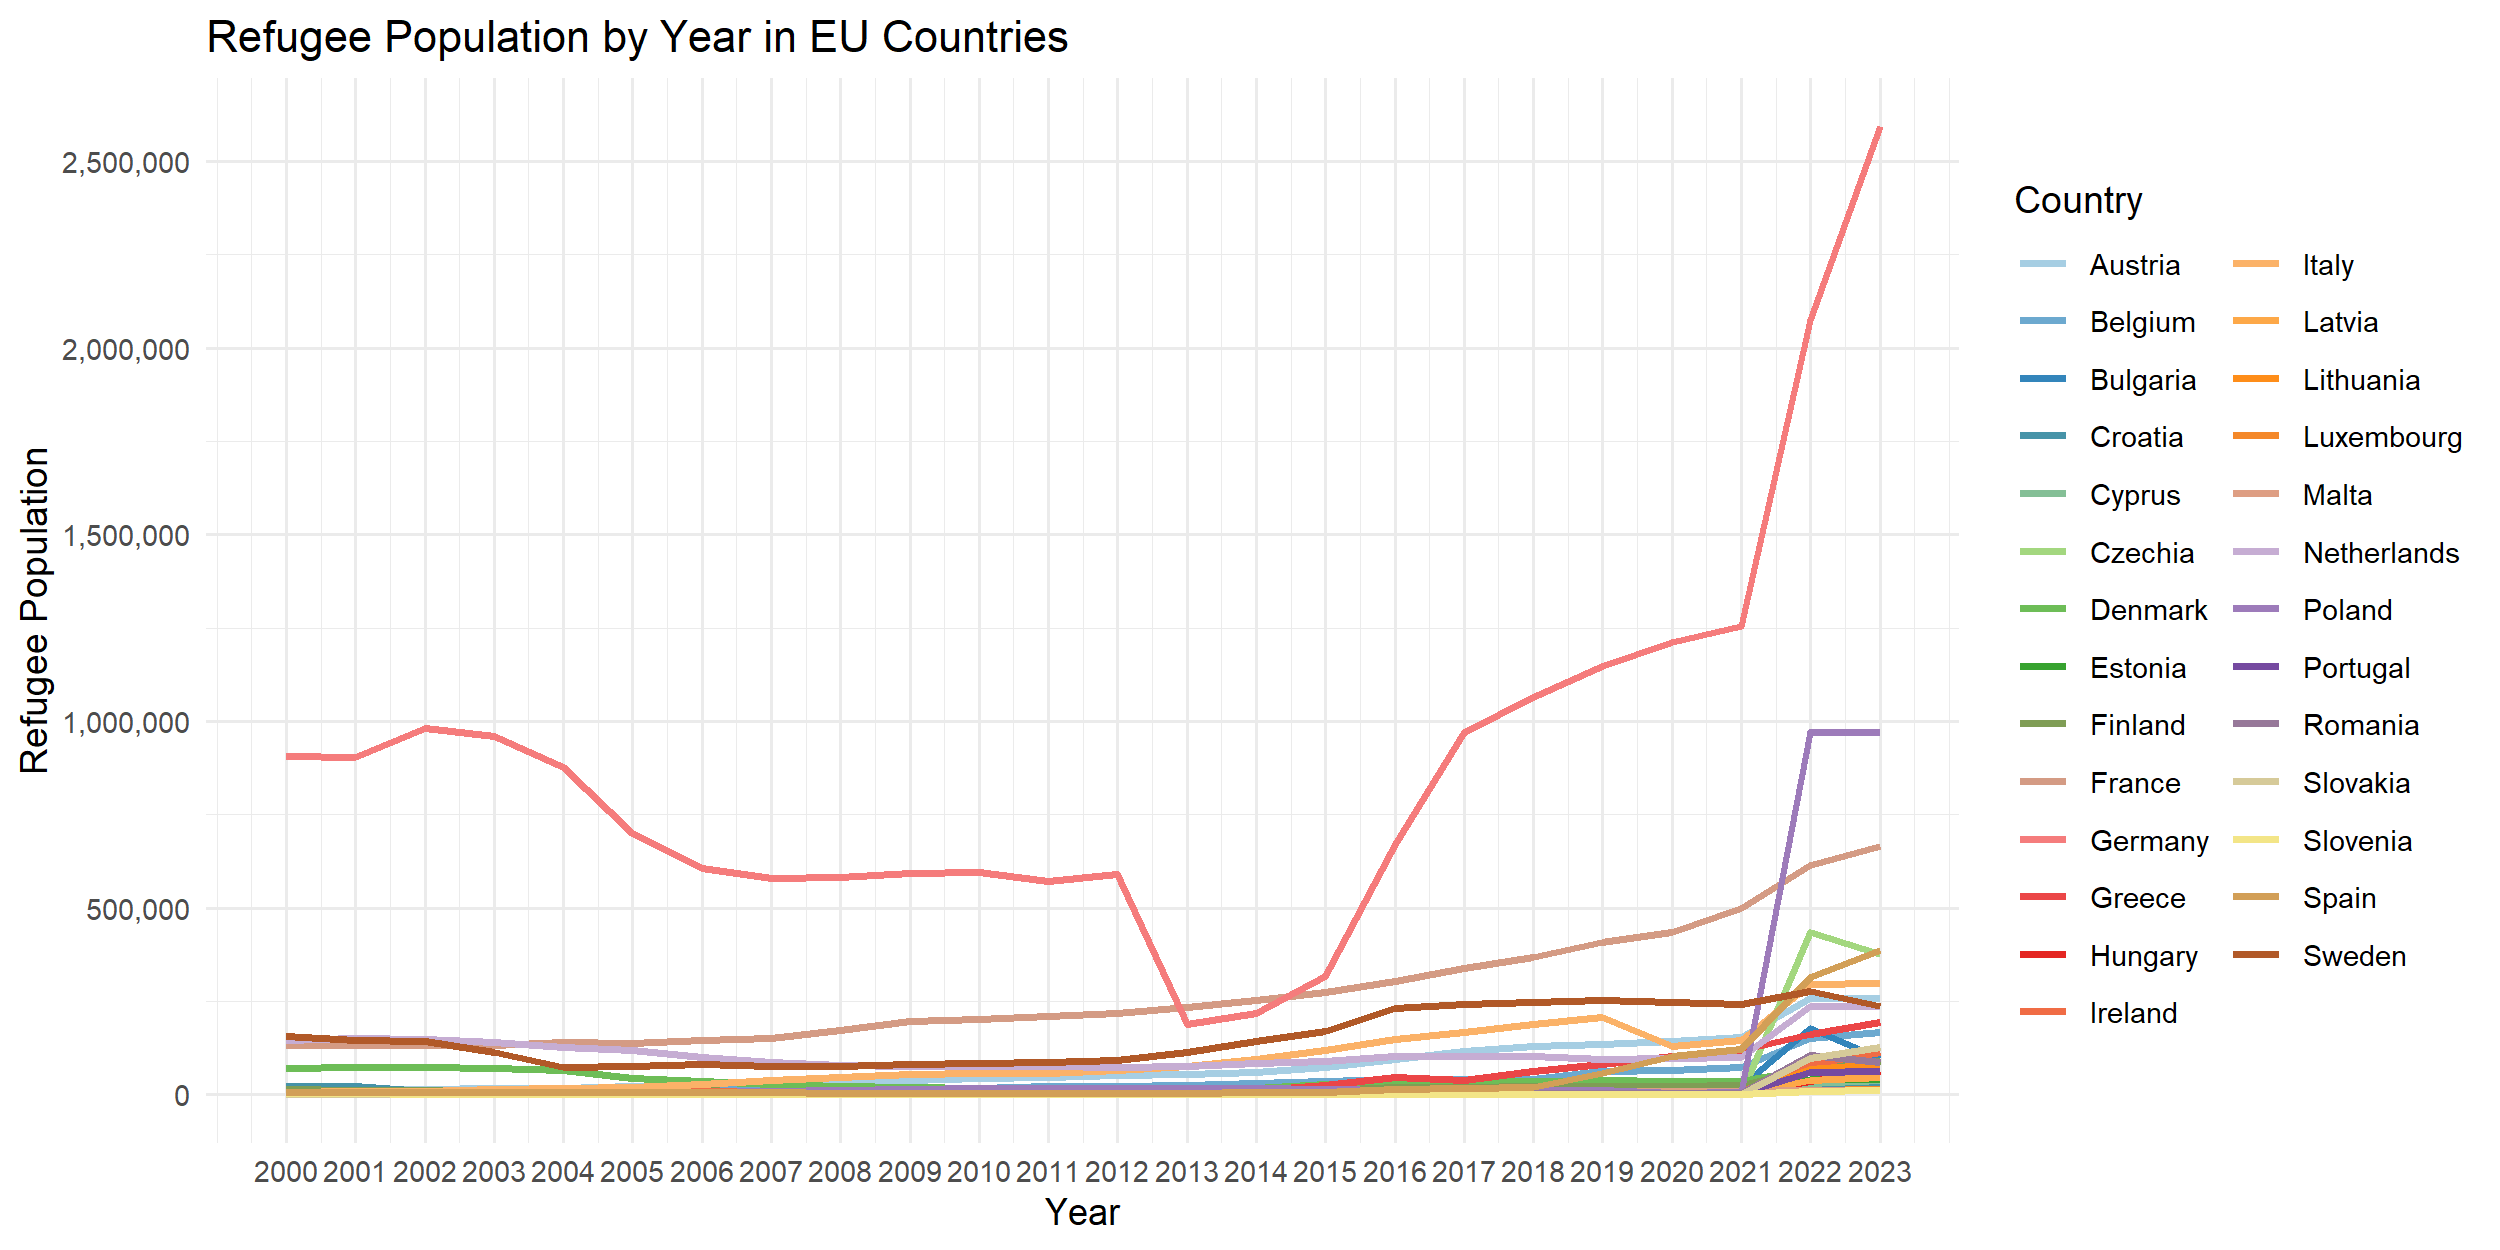 Refugee Population by Year in EU Countries
Refugee Population
2,500,000
2,000,000
1,500,000
1,000,000
500,000
0
2000 2001 2002 2003 2004 2005 2006 2007 2008 2009 2010 2011 2012 2013 2014 2015 2016 2017 2018 2019 2020 2021 2022 2023
Year
Country
Austria
Belgium
Bulgaria
Croatia
Cyprus
Czechia
Denmark
Estonia
Finland
France
Germany
Greece
Hungary
Ireland
Italy
Latvia
Lithuania
Luxembourg
Malta
Netherlands
Poland
Portugal
Romania
Slovakia
Slovenia
Spain
Sweden